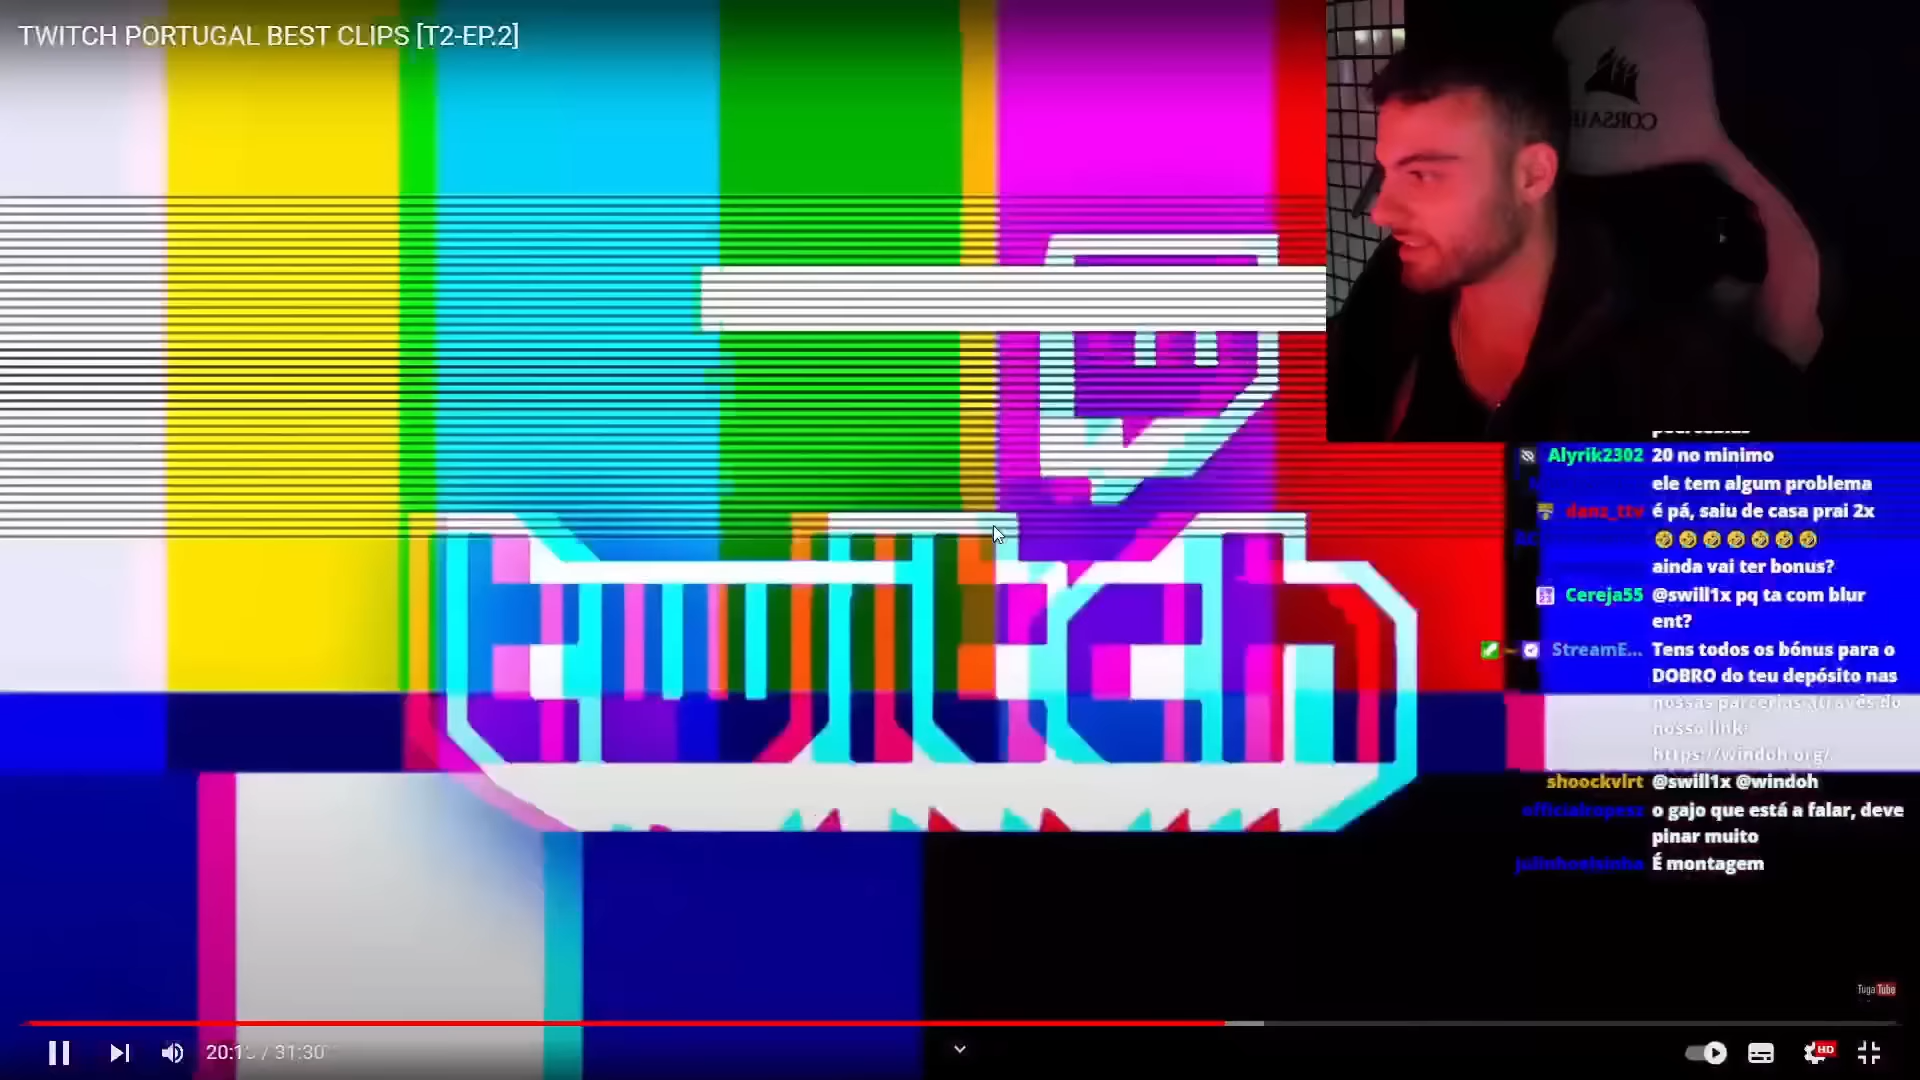 TWITCH PORTUGAL BEST CLIPS [T2-EP.2]
CORSAIR
twitch
Alyrik2302 20 no minimo
ele tem algum problema
danz_ttv é pá, saiu de casa prai 2x
ainda vai ter bonus?
Cereja55 @swill1x pq ta com blur
ent?
StreamE... Tens todos os bónus para o
DOBRO do teu depósito nas
nossas parcerias através do
nosso link:
https://windoh.org/
shoockvlrt @swill1x @windoh
officialropesz o gajo que está a falar, deve
pinar muito
É montagem
TugaTube
/ 31:30
HD